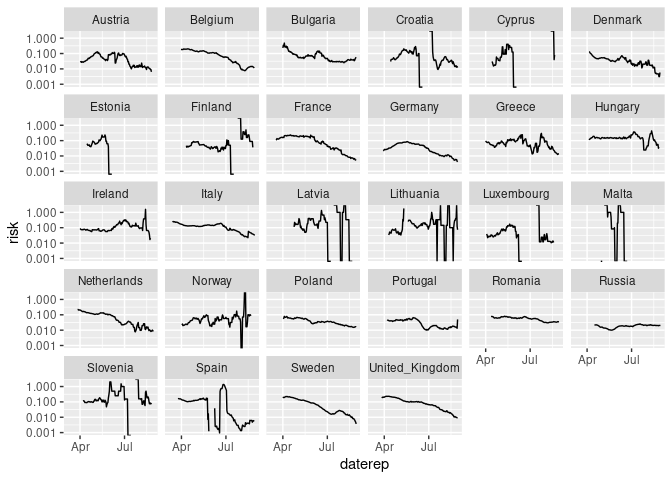 Austria Belgium Bulgaria Croatia Cyprus Denmark
1.000
0.100
0.010
0.001
Estonia Finland France Germany Greece Hungary
1.000
0.100
0.010
0.001
Ireland Italy Latvia Lithuania Luxembourg Malta
1.000
0.100
0.010
0.001
risk
Netherlands Norway Poland Portugal Romania Russia
1.000
0.100
0.010
0.001
Apr Jul Apr Jul
Slovenia Spain Sweden United_Kingdom
1.000
0.100
0.010
0.001
Apr Jul Apr Jul Apr Jul Apr Jul
daterep